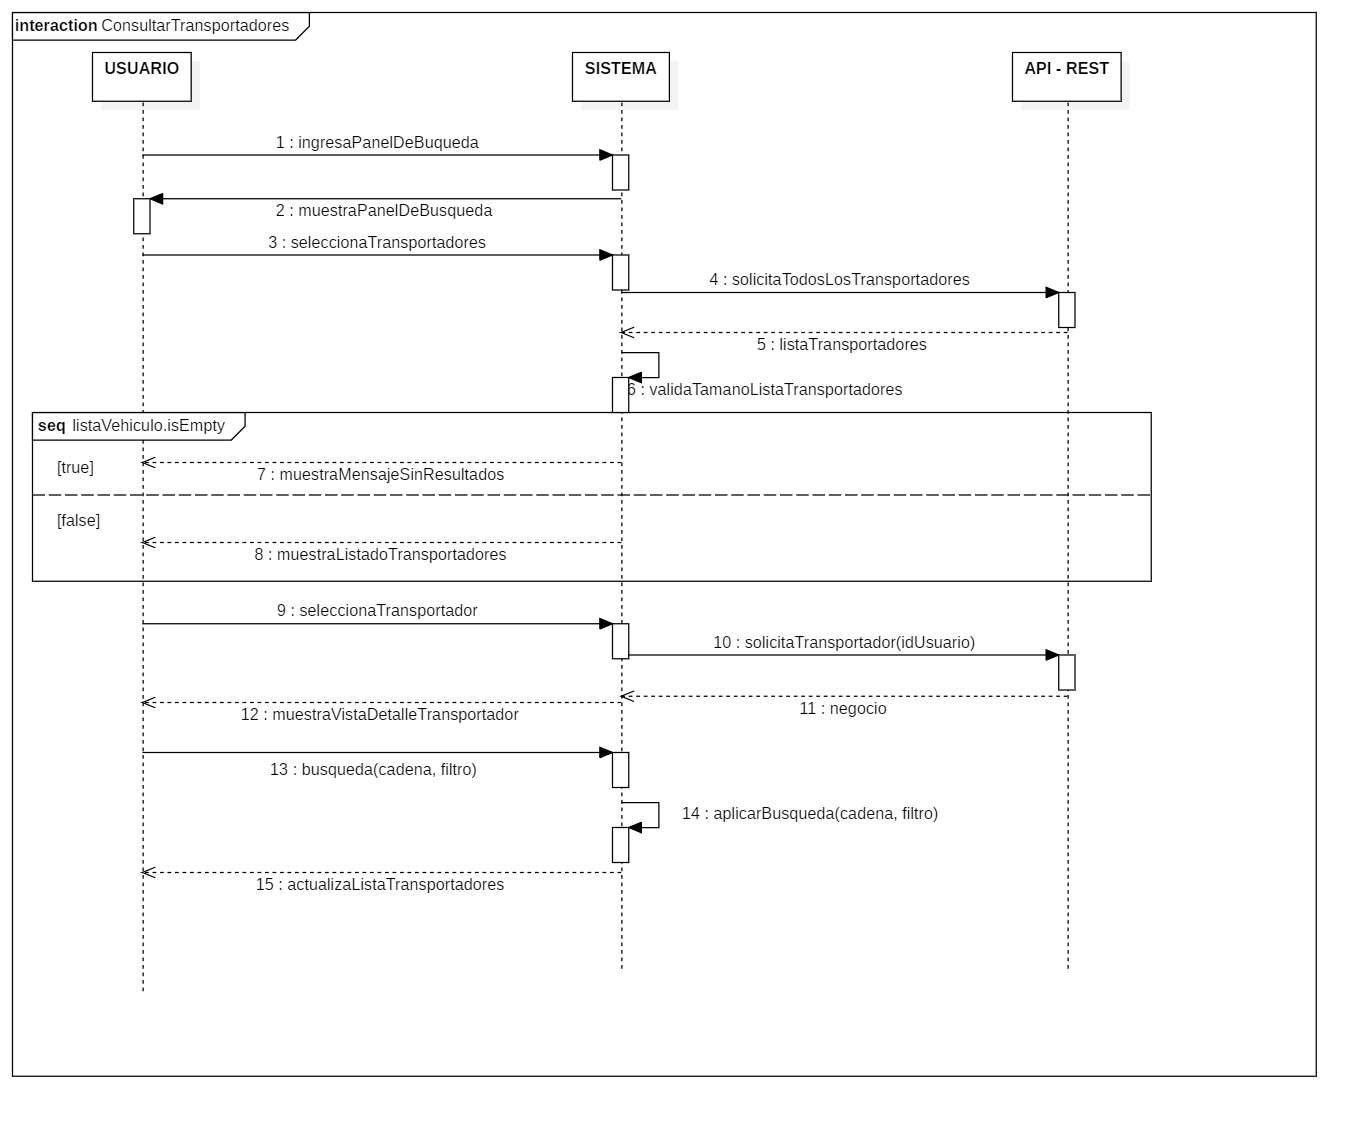 interaction ConsultarTransportadores
USUARIO
SISTEMA
API - REST
1 : ingresaPanelDeBuqueda
2 : muestraPanelDeBusqueda
3 : seleccionaTransportadores
4 : solicitaTodosLosTransportadores
5 : listaTransportadores
6 : validaTamanoListaTransportadores
seq listaVehiculo.isEmpty
[true]
7 : muestraMensajeSinResultados
[false]
8 : muestraListadoTransportadores
9 : seleccionaTransportador
10 : solicitaTransportador(idUsuario)
11 : negocio
12 : muestraVistaDetalleTransportador
13 : busqueda(cadena, filtro)
14 : aplicarBusqueda(cadena, filtro)
15 : actualizaListaTransportadores